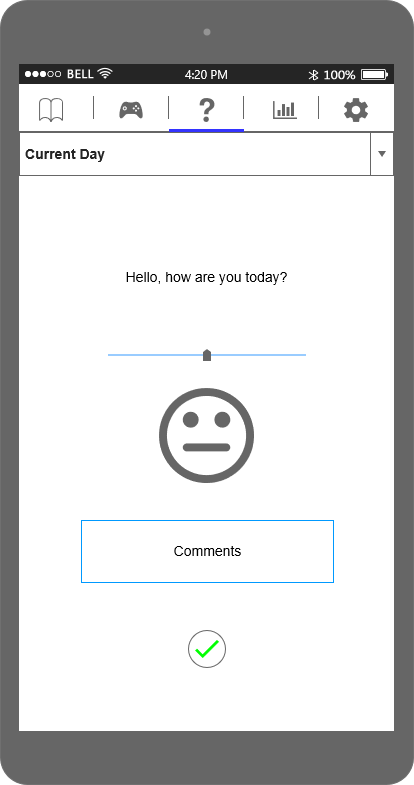 BELL 4:20 PM 100%
?
Current Day
Hello, how are you today?
Comments